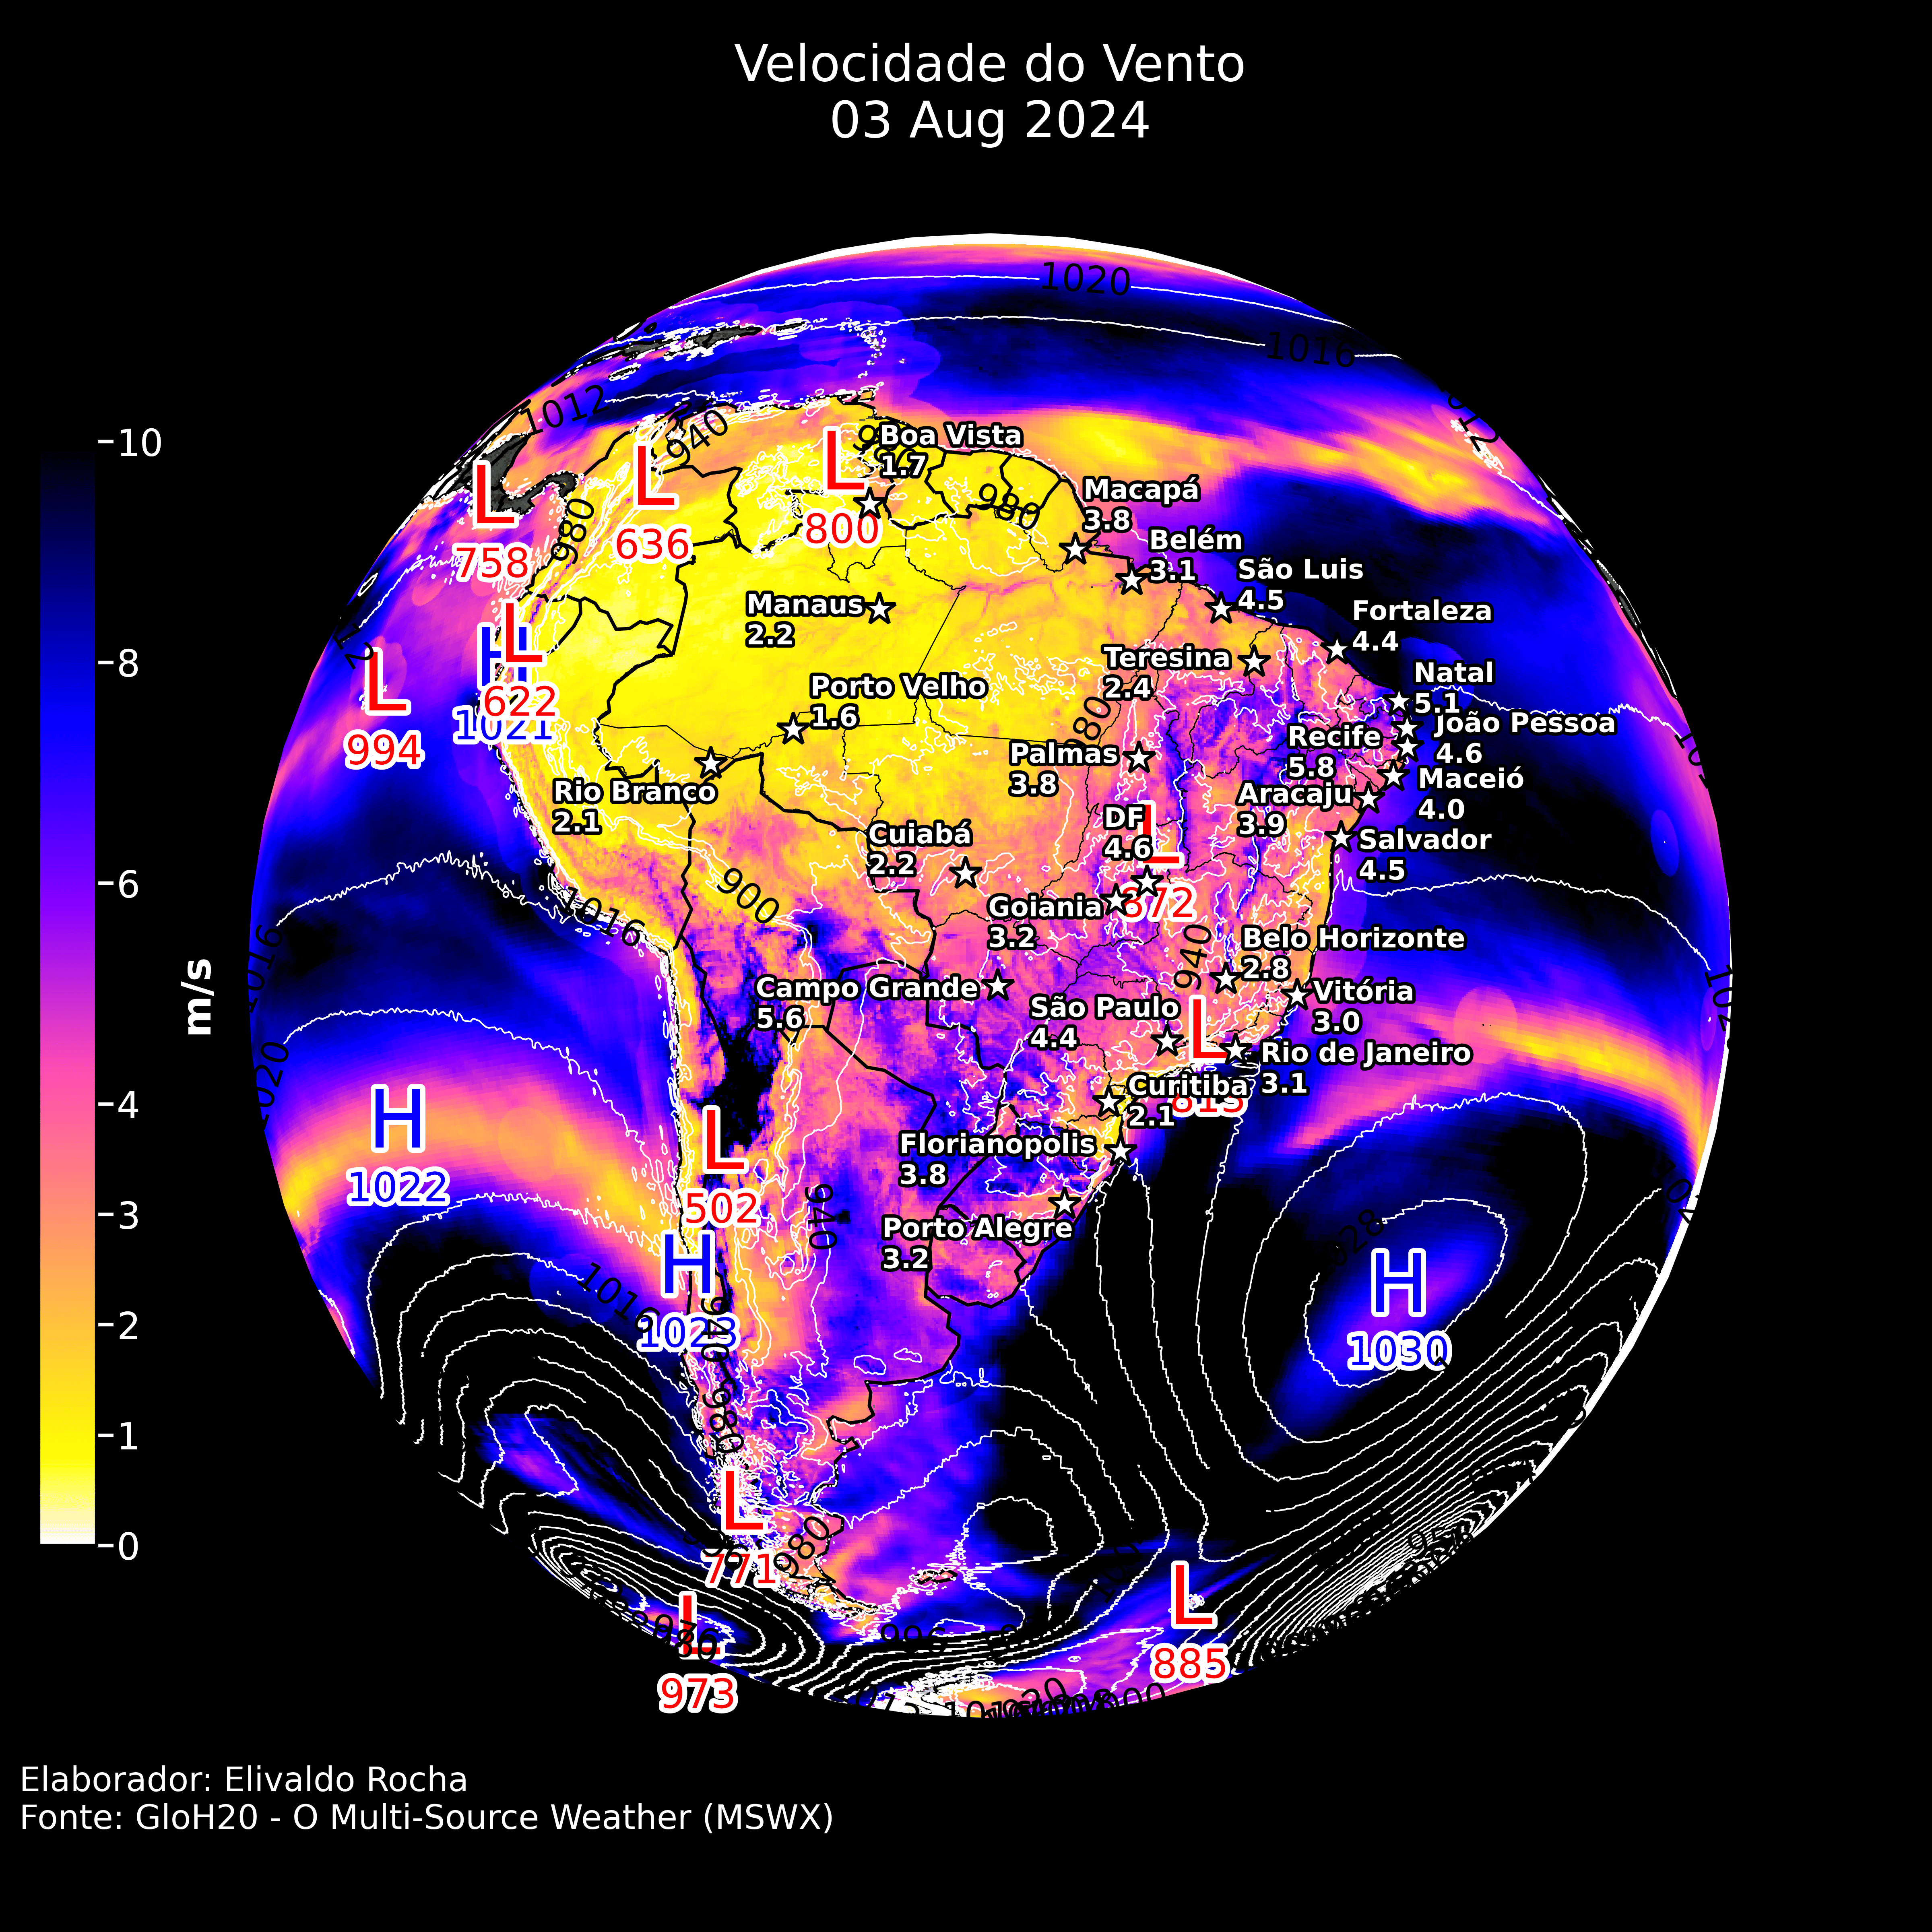 Velocidade do Vento
03 Aug 2024
1020
1016
1012
10
940
Boa Vista
1.7
L
L
L
L
Macapá
3.8
980
980
800
636
758
Belém
3.1
São Luis
4.5
Manaus
2.2
Fortaleza
4.4
L
H
622
1021
8
Teresina
2.4
Natal
5.1
L
994
Porto Velho
1.6
João Pessoa
4.6
Recife
5.8
Palmas
3.8
Maceió
4.0
Rio Branco
2.1
Aracaju
3.9
DF
4.6
L
872
Cuiabá
2.2
Salvador
4.5
6
900
1016
1016
Goiania
3.2
940
Belo Horizonte
2.8
m/s
Campo Grande
5.6
Vitória
3.0
São Paulo
4.4
L
Rio de Janeiro
3.1
1020
Curitiba
2.1
815
4
H
1022
L
502
Florianopolis
3.8
940
Porto Alegre
3.2
3
H
1023
1016
H
1030
2
940
980
1
L
771
980
0
L
973
996
L
885
Elaborador: Elivaldo Rocha
Fonte: GloH20 - O Multi-Source Weather (MSWX)